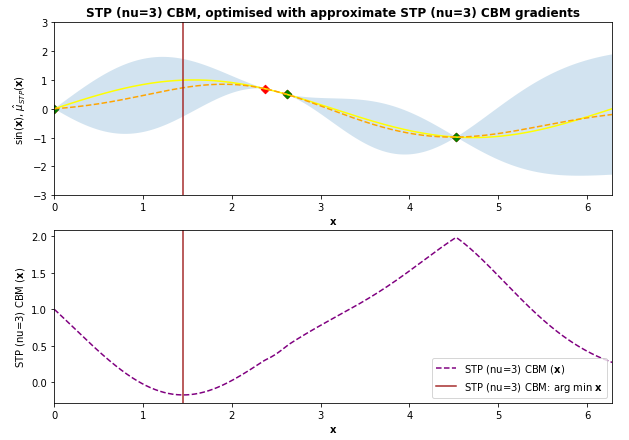 STP (nu=3) CBM, optimised with approximate STP (nu=3) CBM gradients
sin(x), μ̂_STP(x)
3
2
1
0
−1
−2
−3
0 1 2 3 4 5 6
x
STP (nu=3) CBM (x)
2.0
1.5
1.0
0.5
0.0
STP (nu=3) CBM (x)
STP (nu=3) CBM: arg min x
0 1 2 3 4 5 6
x